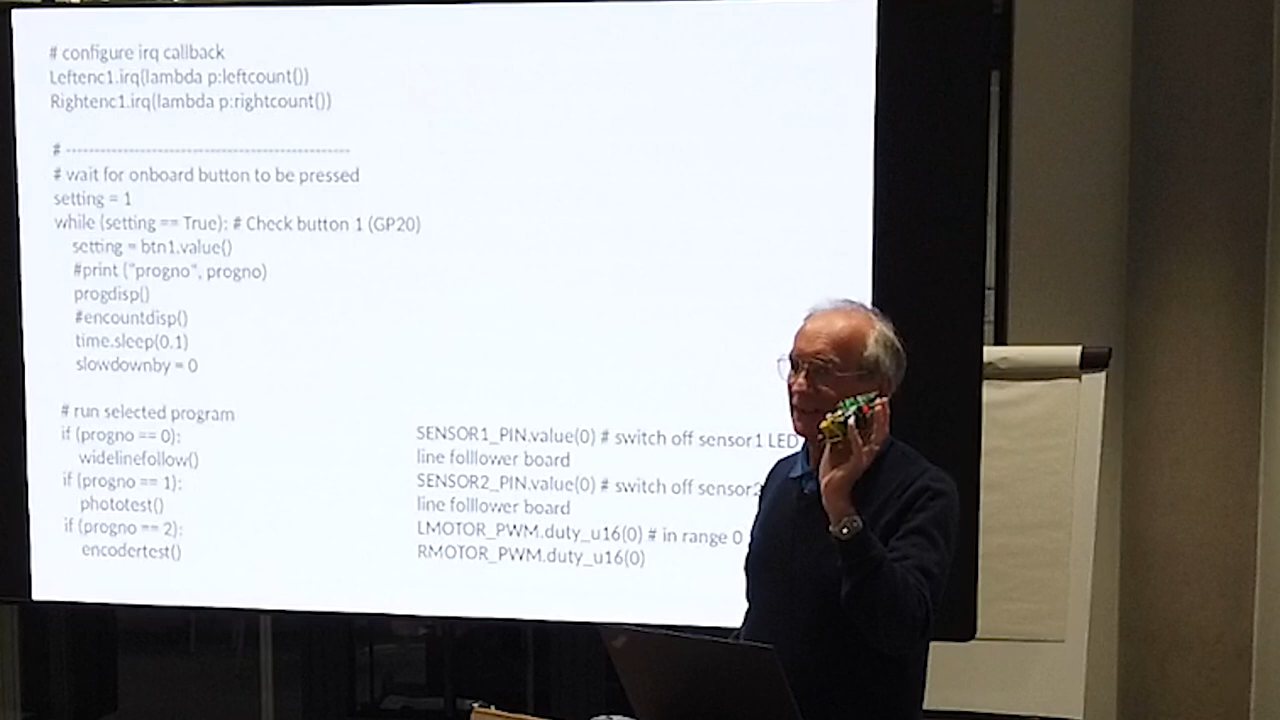 # configure irq callback
Leftenc1.irq(lambda p:leftcount())
Rightenc1.irq(lambda p:rightcount())
# --------------------------------------------------
# wait for onboard button to be pressed
setting = 1
while (setting == True): # Check button 1 (GP20)
setting = btn1.value()
#print ("progno", progno)
progdisp()
#encountdisp()
time.sleep(0.1)
slowdownby = 0
# run selected program
if (progno == 0):
widelinefollow()
if (progno == 1):
phototest()
if (progno == 2):
encodertest()
SENSOR1_PIN.value(0) # switch off sensor1 LED
line folllower board
SENSOR2_PIN.value(0) # switch off sensor2
line folllower board
LMOTOR_PWM.duty_u16(0) # in range 0
RMOTOR_PWM.duty_u16(0)